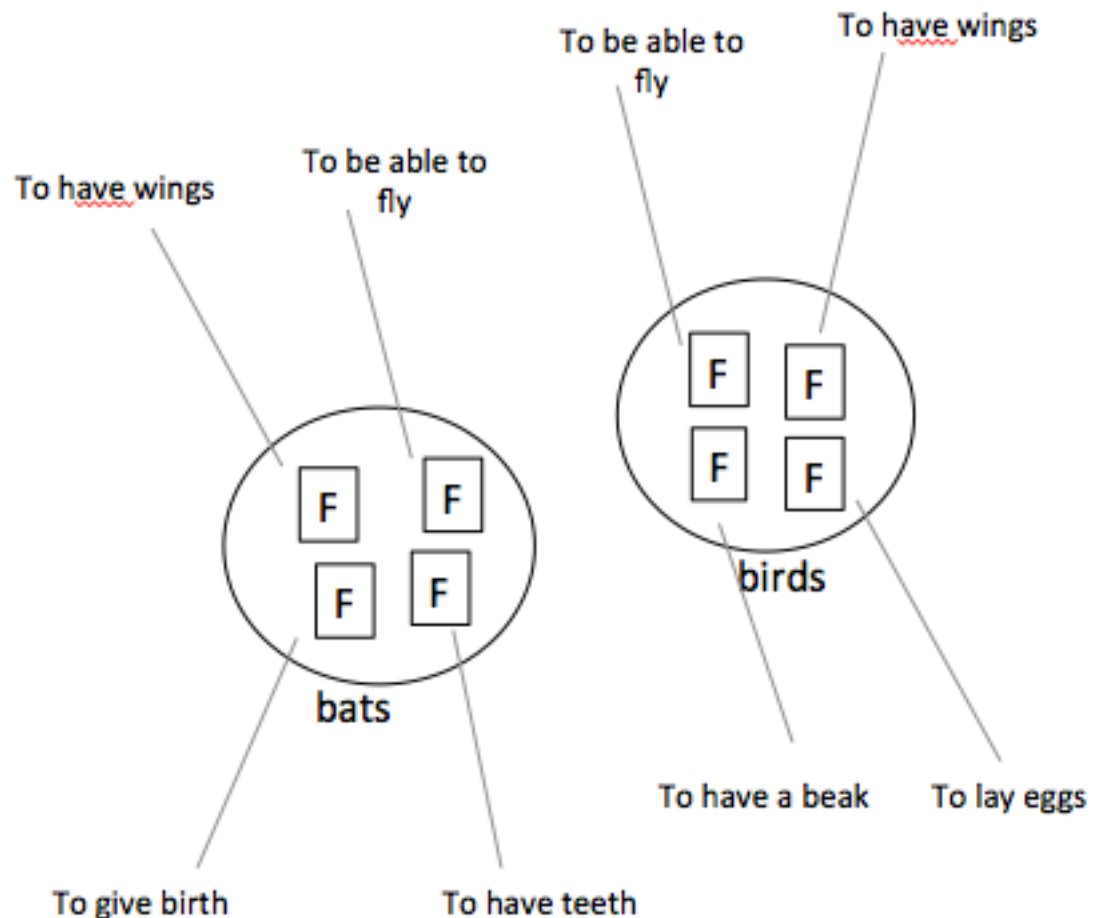 To have wings
To be able to
fly
To be able to
fly
To have wings
F
F
F
F
F
F
F
F
birds
bats
To have a beak
To lay eggs
To give birth
To have teeth